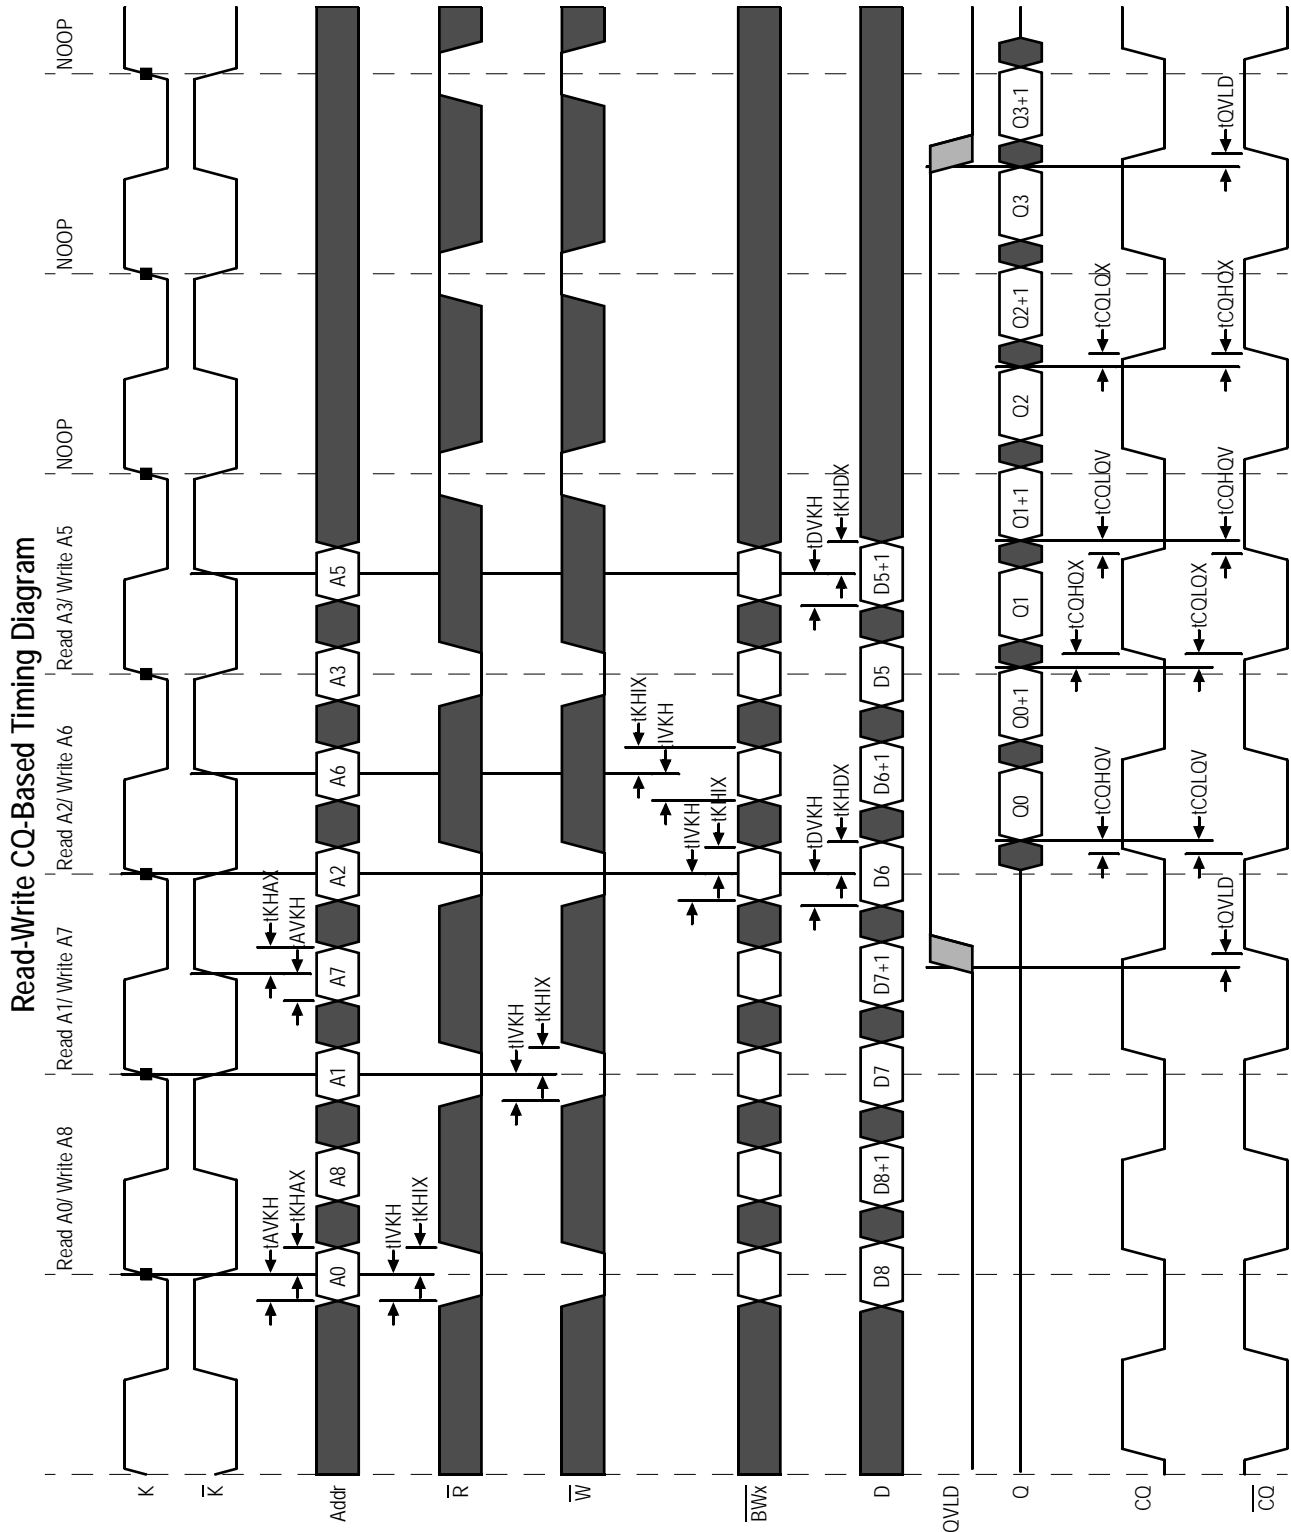 Read-Write CQ-Based Timing Diagram
Read A0/ Write A8
Read A1/ Write A7
Read A2/ Write A6
Read A3/ Write A5
NOOP
NOOP
NOOP
K
K
tAVKH
tKHAX
tKHAX
tAVKH
Addr
A0
A8
A1
A7
A2
A6
A3
A5
tIVKH
tKHIX
R
tIVKH
tKHIX
W
tKHIX
tIVKH
tIVKH
tKHIX
BWx
tDVKH
tKHDX
tDVKH
tKHDX
D
D8
D8+1
D7
D7+1
D6
D6+1
D5
D5+1
QVLD
Q
Q0
Q0+1
Q1
Q1+1
Q2
Q2+1
Q3
Q3+1
tCQHQX
tCQHQV
tCQLQV
tCQLQX
CQ
tCQLQV
tCQLQX
tQVLD
tCQHQV
tCQHQX
tQVLD
CQ